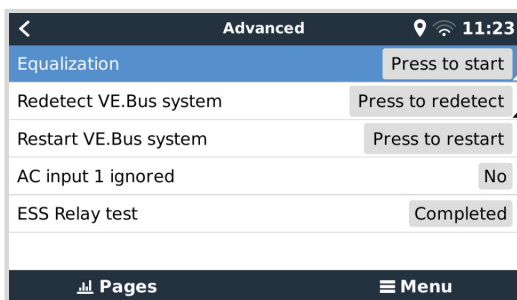 Advanced 11:23
Equalization Press to start
Redetect VE.Bus system Press to redetect
Restart VE.Bus system Press to restart
AC input 1 ignored No
ESS Relay test Completed
Pages Menu